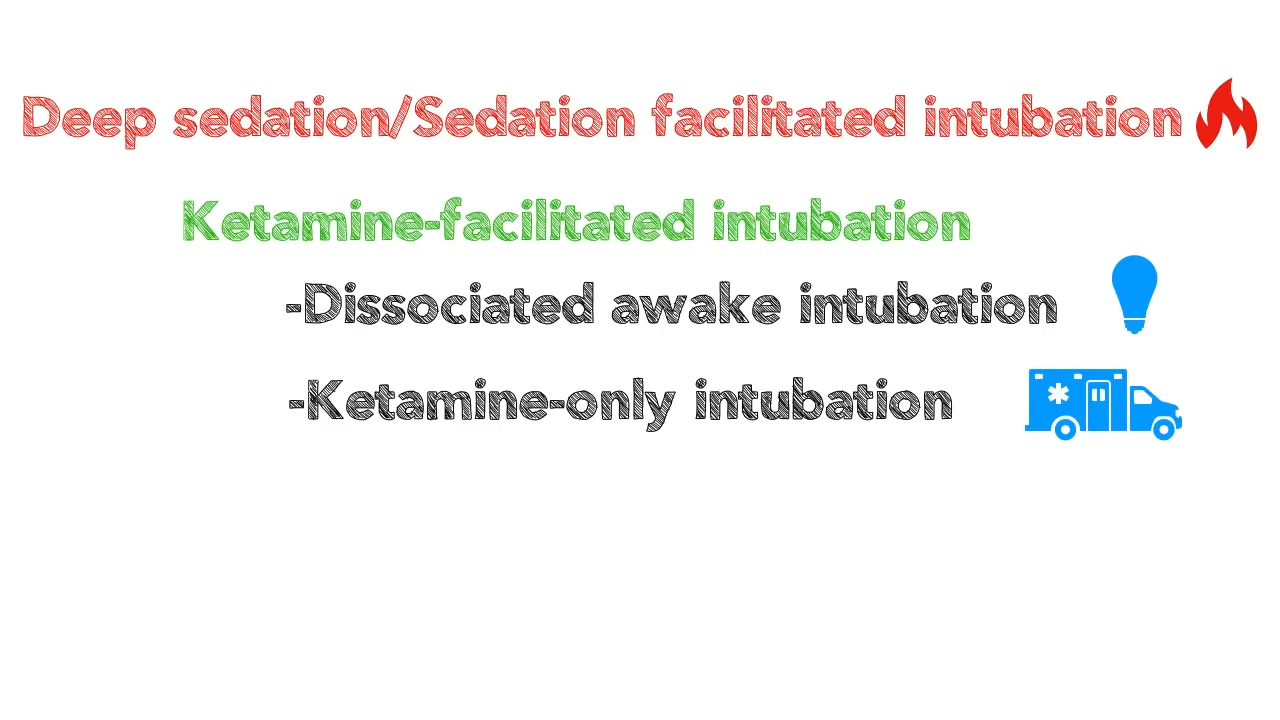 Deep sedation/Sedation facilitated intubation
Ketamine-facilitated intubation
-Dissociated awake intubation
-Ketamine-only intubation